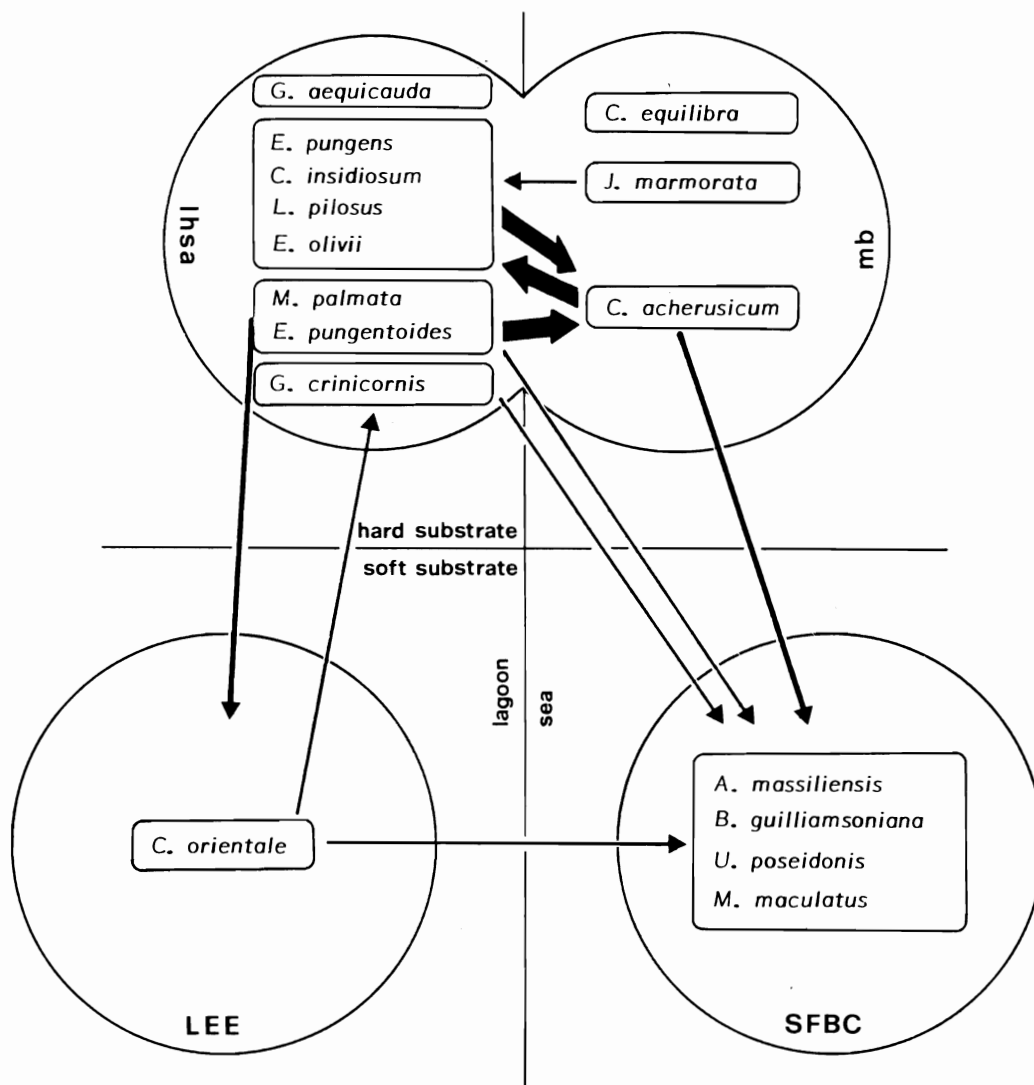 G. aequicauda
E. pungens
C. insidiosum
L. pilosus
E. olivii
M. palmata
E. pungentoides
G. crinicornis
lhsa
C. equilibra
J. marmorata
C. acherusicum
mb
hard substrate
soft substrate
lagoon
sea
C. orientale
LEE
A. massiliensis
B. guilliamsoniana
U. poseidonis
M. maculatus
SFBC